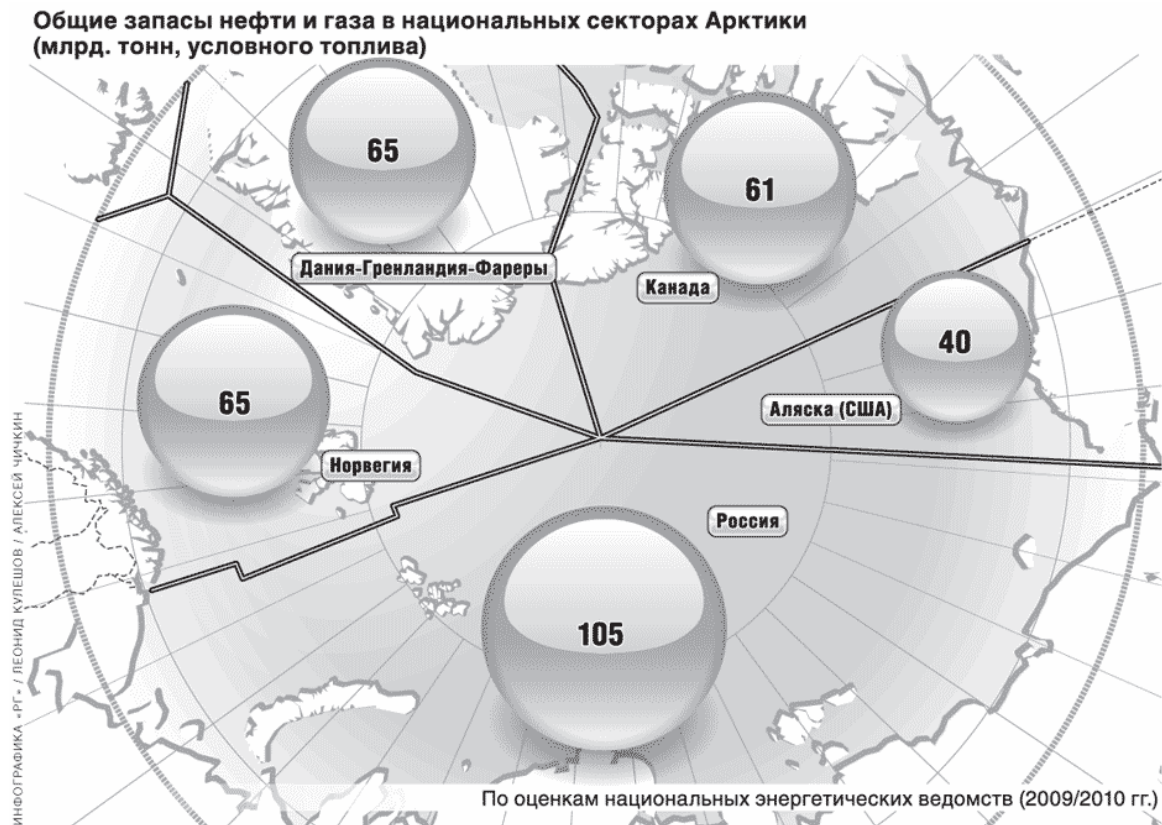 Общие запасы нефти и газа в национальных секторах Арктики
(млрд. тонн, условного топлива)
65
61
Дания-Гренландия-Фареры
Канада
40
65
Аляска (США)
Норвегия
Россия
105
ИНФОГРАФИКА «РГ» / ЛЕОНИД КУЛЕШОВ / АЛЕКСЕЙ ЧИЧКИН
По оценкам национальных энергетических ведомств (2009/2010 гг.)